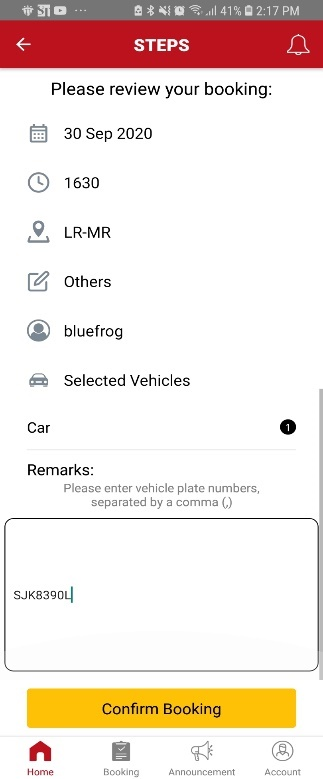 41% 2:17 PM
STEPS
Please review your booking:
30 Sep 2020
1630
LR-MR
Others
bluefrog
Selected Vehicles
Car 1
Remarks:
Please enter vehicle plate numbers,
separated by a comma (,)
SJK8390L
Confirm Booking
Home Booking Announcement Account